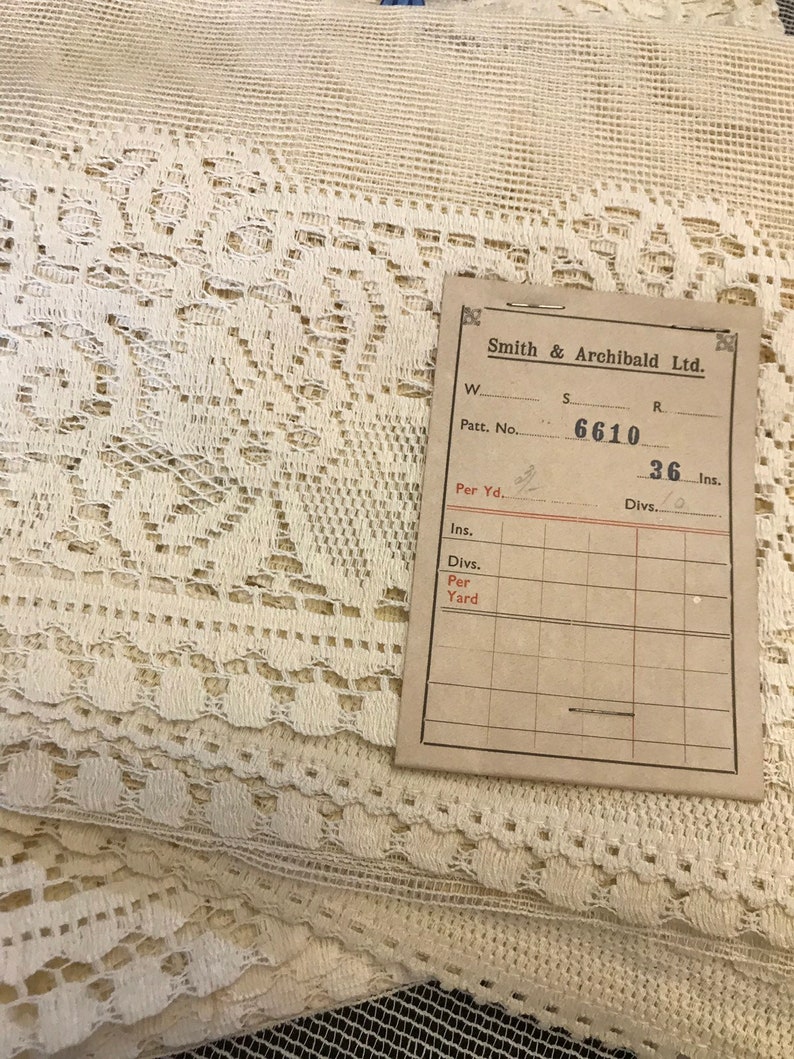 Smith & Archibald Ltd.
W. S. R.
Patt. No. 6610
36 Ins.
Per Yd. Divs. 10
Ins.
Divs.
Per
Yard